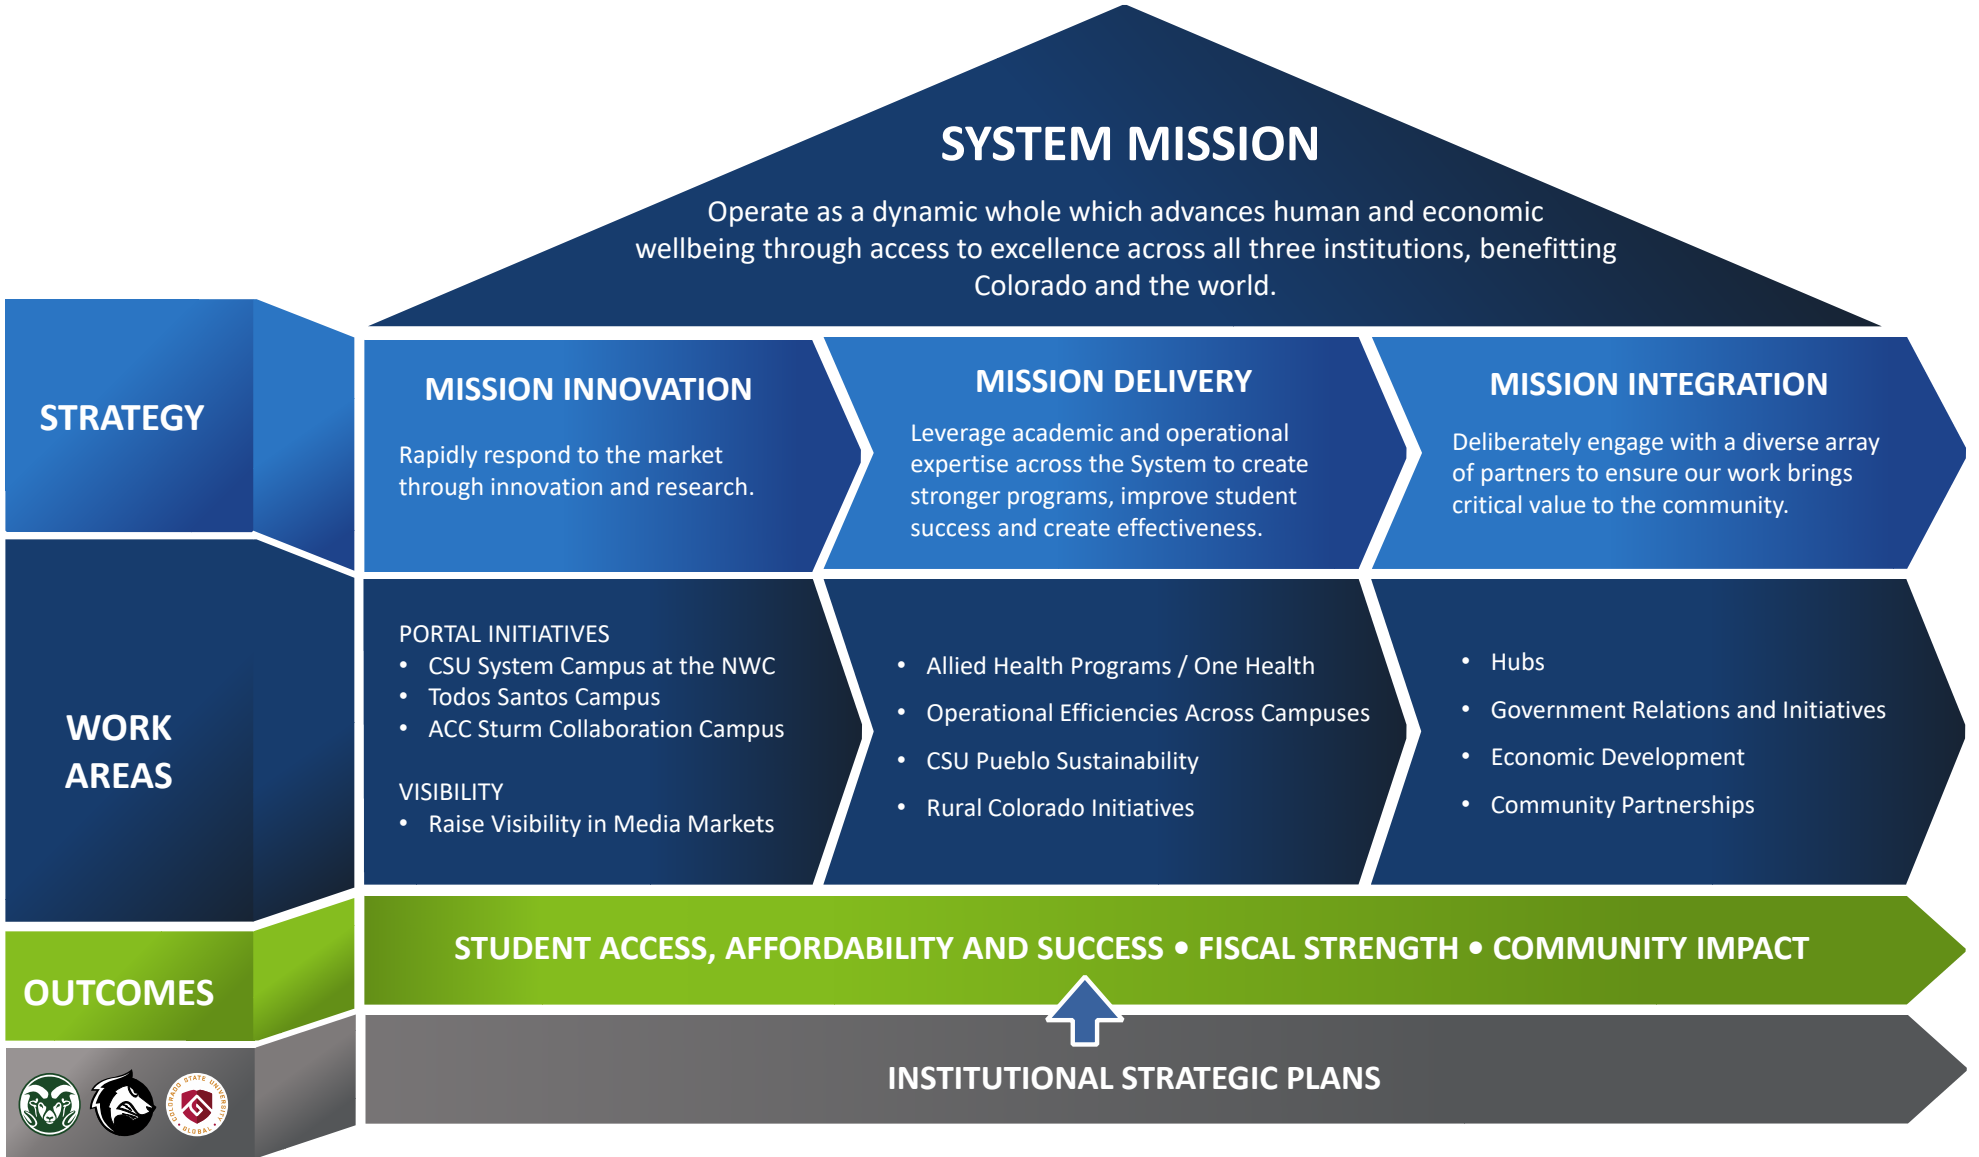 SYSTEM MISSION
Operate as a dynamic whole which advances human and economic
wellbeing through access to excellence across all three institutions, benefitting
Colorado and the world.
STRATEGY
MISSION INNOVATION
Rapidly respond to the market
through innovation and research.
MISSION DELIVERY
Leverage academic and operational
expertise across the System to create
stronger programs, improve student
success and create effectiveness.
MISSION INTEGRATION
Deliberately engage with a diverse array
of partners to ensure our work brings
critical value to the community.
WORK
AREAS
PORTAL INITIATIVES
• CSU System Campus at the NWC
• Todos Santos Campus
• ACC Sturm Collaboration Campus
VISIBILITY
• Raise Visibility in Media Markets
• Allied Health Programs / One Health
• Operational Efficiencies Across Campuses
• CSU Pueblo Sustainability
• Rural Colorado Initiatives
• Hubs
• Government Relations and Initiatives
• Economic Development
• Community Partnerships
OUTCOMES
STUDENT ACCESS, AFFORDABILITY AND SUCCESS • FISCAL STRENGTH • COMMUNITY IMPACT
COLORADO STATE UNIVERSITY
GLOBAL
INSTITUTIONAL STRATEGIC PLANS